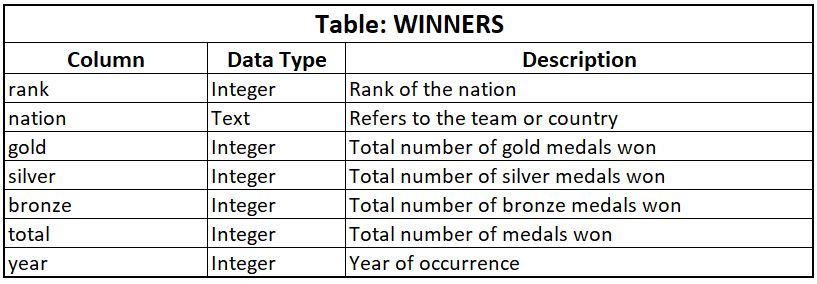 Table: WINNERS
Column Data Type Description
rank Integer Rank of the nation
nation Text Refers to the team or country
gold Integer Total number of gold medals won
silver Integer Total number of silver medals won
bronze Integer Total number of bronze medals won
total Integer Total number of medals won
year Integer Year of occurrence